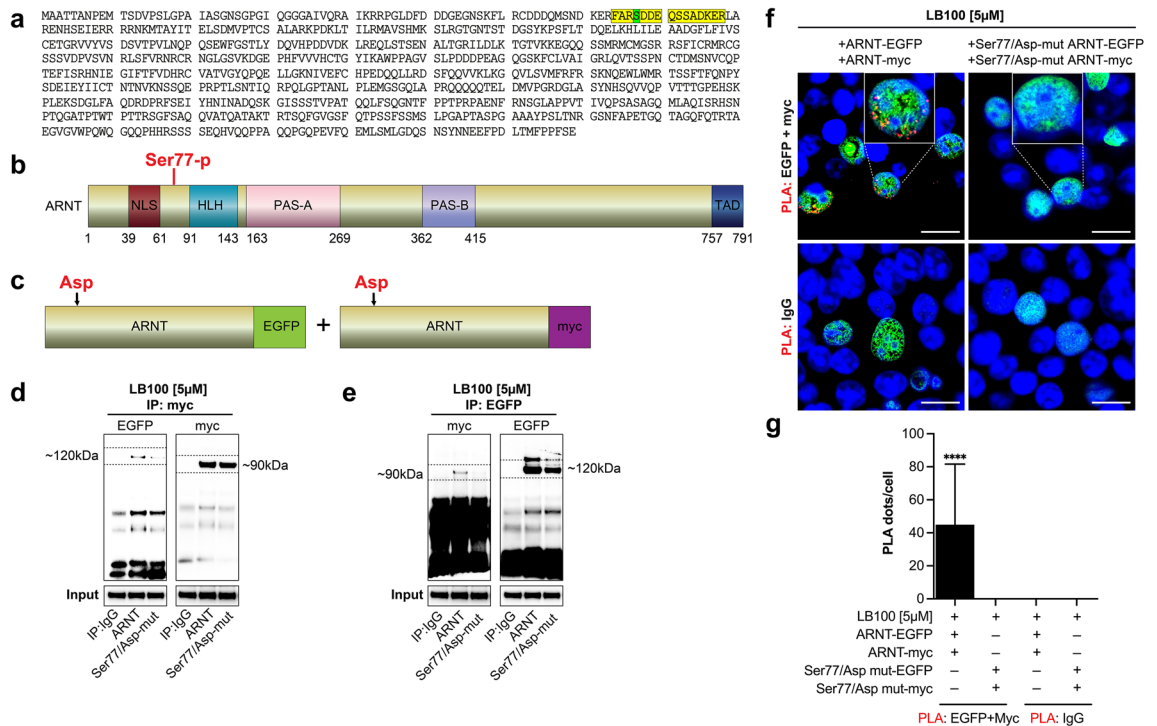 a
MAATTANPEM TSDVPSLGPA IASGNSGPGI QGGGAIVQRA IKRRPGLDFD DDGEGNSKFL RCDDDQMSND KERFARSDDE QSSADKERLA
RENHSEIERR RRNKMTAYIT ELSDMVPTCS ALARKPDKLT ILRMAVSHMK SLRGTGNTST DGSYKPSFLT DQELKHLILE AADGFLFIVS
CETGRVVYVS DSVTPVLNQP QSEWFGSTLY DQVHPDDVDK LREQLSTSEN ALTGRILDLK TGTVKKEGQQ SSMRMCMGSR RSFICRMRCG
SSSVDPVSVN RLSFVRNRCR NGLGSVKDGE PHFVVVHCTG YIKAWPPAGV SLPDDDPEAG QGSKFCLVAI GRLQVTSSPN CTDMSNVCQP
TEFISRHNIE GIFTFVDHRC VATVGYQPQE LLGKNIVEFC HPEDQQLLRD SFQQVVKLKG QVLSVMFRFR SKNQEWLWMR TSSFTFQNPY
SDEIEYIICT NTNVKNSSQE PRPTLSNTIQ RPQLGPTANL PLEMGSGQLA PRQQQQQTEL DMVPGRDGLA SYNHSQVVQP VTTTGPEHSK
PLEKSDGLFA QDRDPRFSEI YHNINADQSK GISSSTVPAT QQLFSQGNTF PPTPRPAENF RNSGLAPPVT IVQPSASAGQ MLAQISRHSN
PTQGATPTWT PTTRSGFSAQ QVATQATAKT RTSQFGVGSF QTPSSFSSMS LPGAPTASPG AAAYPSLTNR GSNFAPETGQ TAGQFQTRTA
EGVGVWPQWQ GQQPHHRSSS SEQHVQQPPA QQPGQPEVFQ EMLSMLGDQS NSYNNEEFPD LTMFPPFSE
b
Ser77-p
ARNT NLS HLH PAS-A PAS-B TAD
1 39 61 91 143 163 269 362 415 757 791
c
Asp Asp
ARNT EGFP + ARNT myc
d
LB100 [5µM]
IP: myc
EGFP myc
~120kDa ~90kDa
Input
IP:IgG ARNT Ser77/Asp-mut IP:IgG ARNT Ser77/Asp-mut
e
LB100 [5µM]
IP: EGFP
myc EGFP
~90kDa ~120kDa
Input
IP:IgG ARNT Ser77/Asp-mut IP:IgG ARNT Ser77/Asp-mut
f
LB100 [5µM]
+ARNT-EGFP +Ser77/Asp-mut ARNT-EGFP
+ARNT-myc +Ser77/Asp-mut ARNT-myc
PLA: EGFP + myc
PLA: IgG
g
PLA dots/cell
100
80
60
40
20
0
****
LB100 [5µM] + + + +
ARNT-EGFP + – + –
ARNT-myc + – + –
Ser77/Asp mut-EGFP – + – +
Ser77/Asp mut-myc – + – +
PLA: EGFP+Myc PLA: IgG